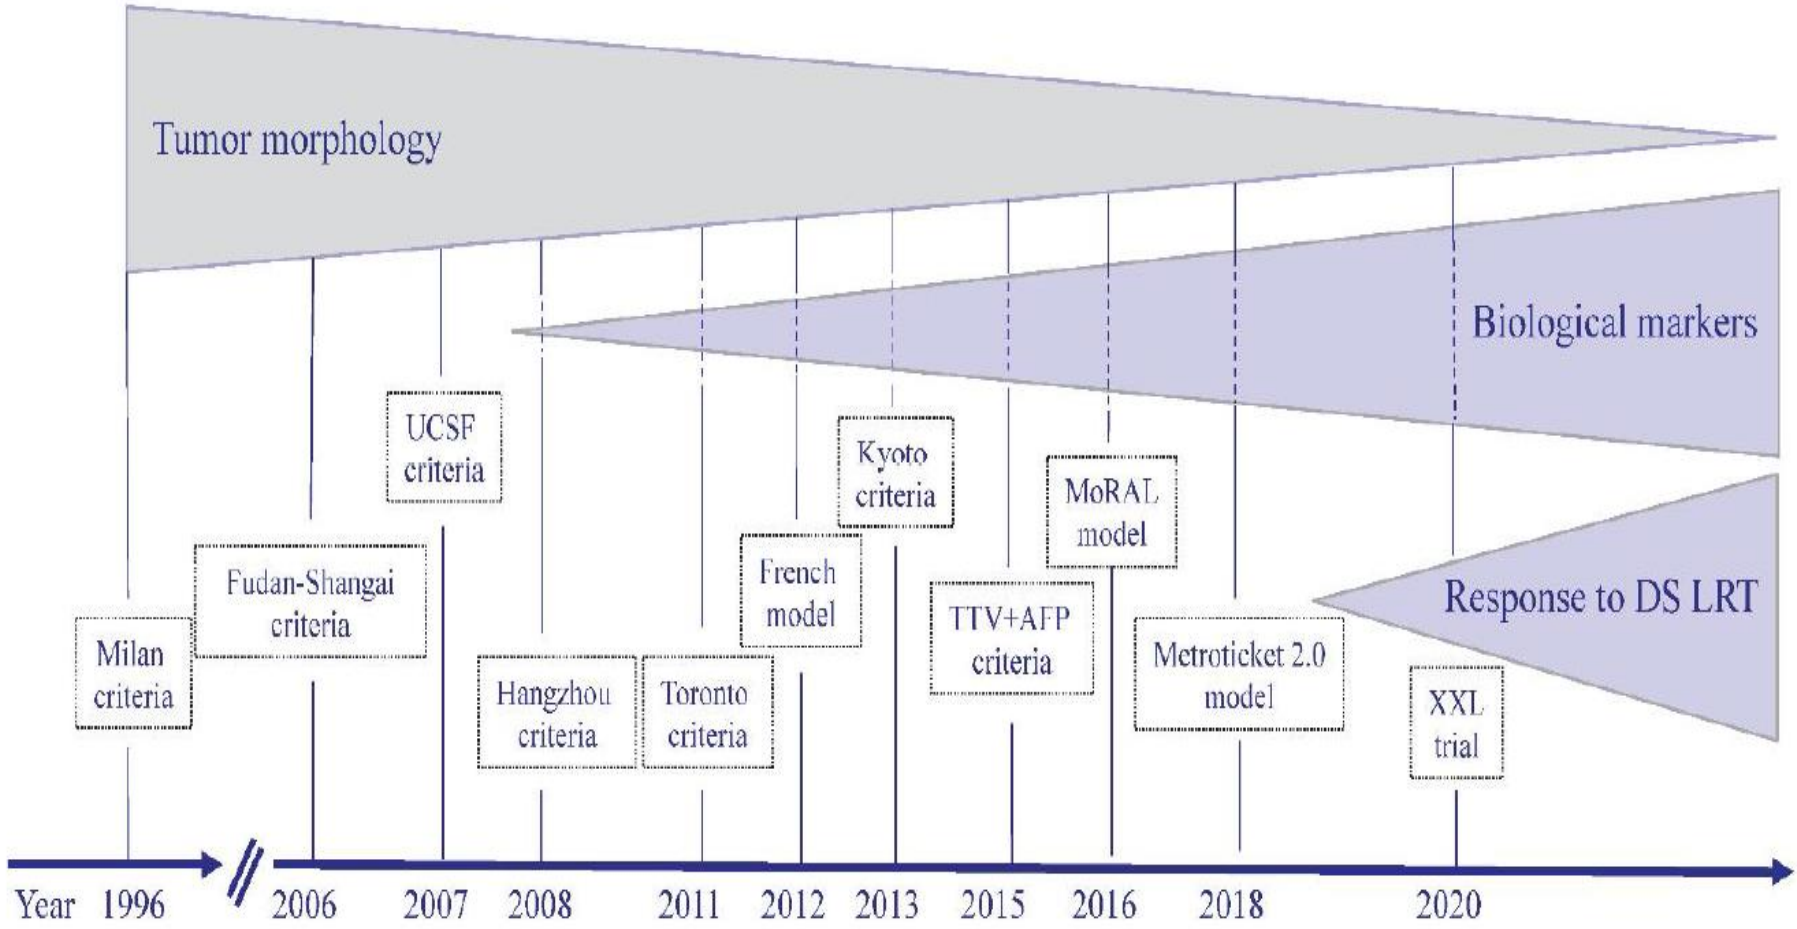 Tumor morphology
Biological markers
Response to DS LRT
Milan
criteria
Fudan-Shangai
criteria
UCSF
criteria
Hangzhou
criteria
Toronto
criteria
French
model
Kyoto
criteria
TTV+AFP
criteria
MoRAL
model
Metroticket 2.0
model
XXL
trial
Year 1996 2006 2007 2008 2011 2012 2013 2015 2016 2018 2020